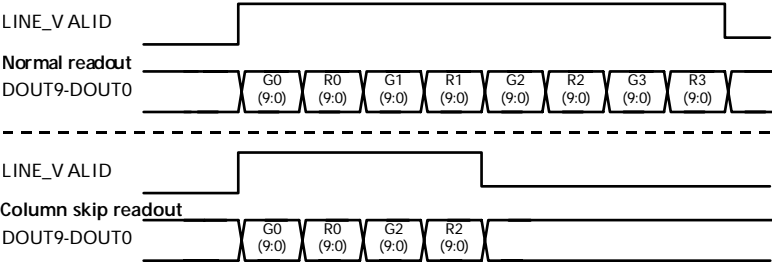 LINE_VALID
Normal readout
DOUT9-DOUT0
G0 R0 G1 R1 G2 R2 G3 R3
(9:0) (9:0) (9:0) (9:0) (9:0) (9:0) (9:0) (9:0)
LINE_VALID
Column skip readout
DOUT9-DOUT0
G0 R0 G2 R2
(9:0) (9:0) (9:0) (9:0)